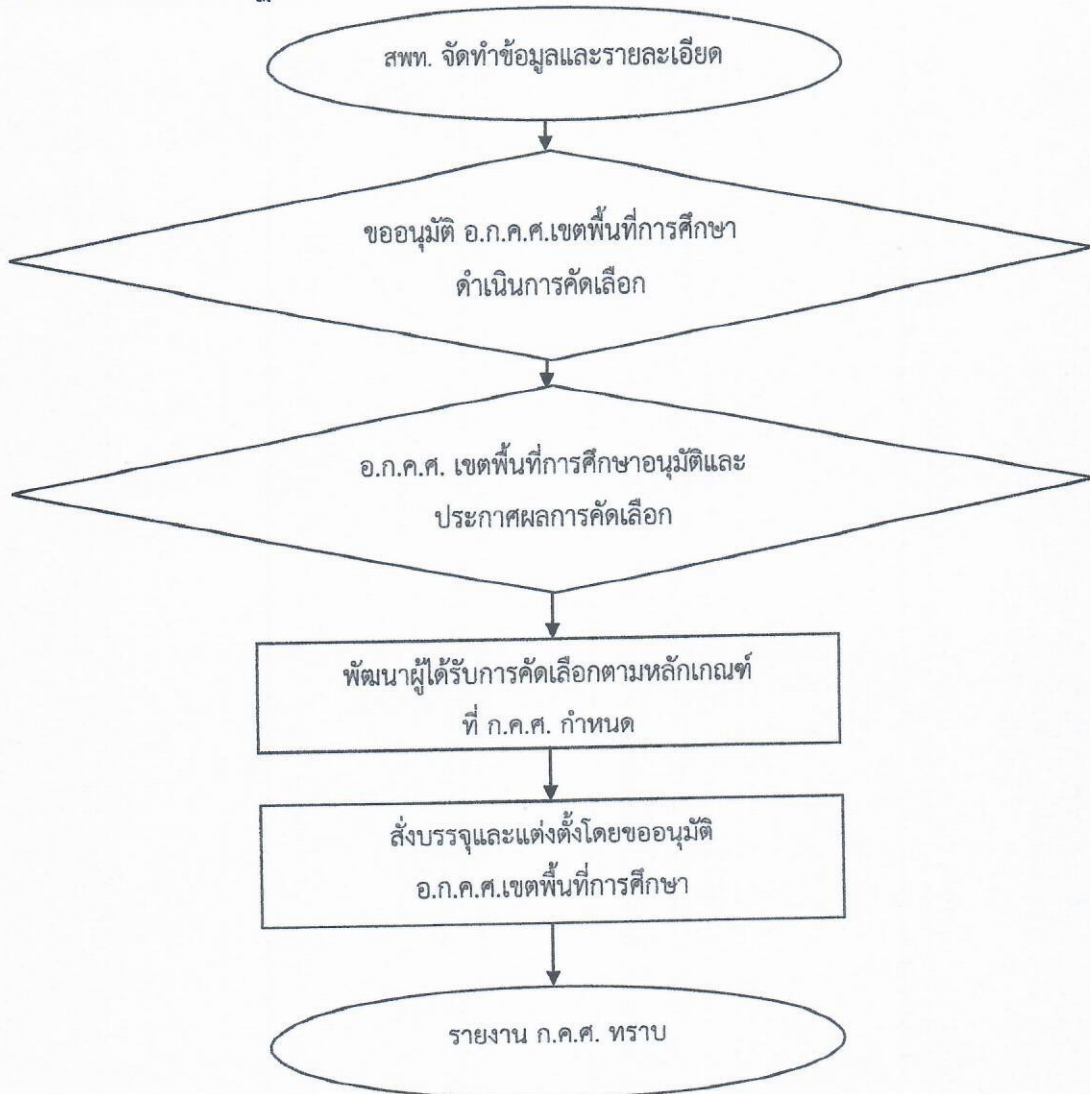 สพท. จัดทำข้อมูลและรายละเอียด
ขออนุมัติ อ.ก.ค.ศ.เขตพื้นที่การศึกษา
ดำเนินการคัดเลือก
อ.ก.ค.ศ. เขตพื้นที่การศึกษาอนุมัติและ
ประกาศผลการคัดเลือก
พัฒนาผู้ได้รับการคัดเลือกตามหลักเกณฑ์
ที่ ก.ค.ศ. กำหนด
สั่งบรรจุและแต่งตั้งโดยขออนุมัติ
อ.ก.ค.ศ.เขตพื้นที่การศึกษา
รายงาน ก.ค.ศ. ทราบ